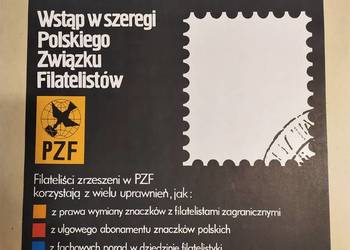 Wstąp w szeregi
Polskiego
Związku
Filatelistów
PZF
Filateliści zrzeszeni w PZF
korzystają z wielu uprawnień, jak:
z prawa wymiany znaczków z filatelistami zagranicznymi
z ulgowego abonamentu znaczków polskich
z fachowych porad w dziedzinie filatelistyki